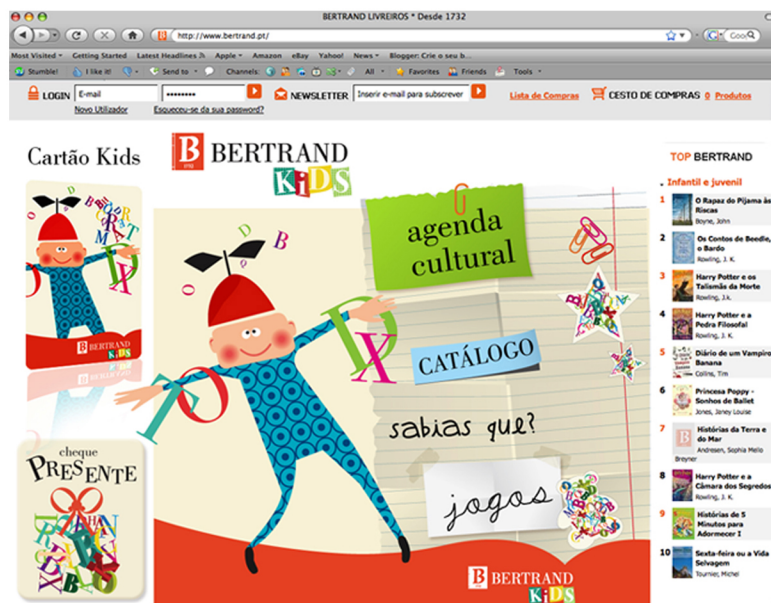 BERTRAND LIVREIROS * Desde 1732
http://www.bertrand.pt/
Most Visited Getting Started Latest Headlines Apple Amazon eBay Yahoo! News Blogger: Crie o seu b...
Stumble! I like it! Send to Channels: All Favorites Friends Tools
LOGIN E-mail NEWSLETTER Inserir e-mail para subscrever Lista de Compras CESTO DE COMPRAS 0 Produtos
Novo Utilizador Esqueceu-se da sua password?
Cartão Kids
B BERTRAND
KiDS
agenda
cultural
CATÁLOGO
sabias que?
jogos
B BERTRAND
KiDS
B BERTRAND
KiDS
cheque
PRESENTE
TOP BERTRAND
Infantil e juvenil
1 O Rapaz do Pijama às
Riscas
Boyne, John
2 Os Contos de Beedle,
o Bardo
Rowling, J. K.
3 Harry Potter e os
Talismãs da Morte
Rowling, J.k.
4 Harry Potter e a
Pedra Filosofal
Rowling, J. K.
5 Diário de um Vampiro
Banana
Collins, Tim
6 Princesa Poppy -
Sonhos de Ballet
Jones, Janey Louise
7 Histórias da Terra e
do Mar
Andresen, Sophia Mello
Breyner
8 Harry Potter e a
Câmara dos Segredos
Rowling, J. K.
9 Histórias de 5
Minutos para
Adormecer I
10 Sexta-feira ou a Vida
Selvagem
Tournier, Michel